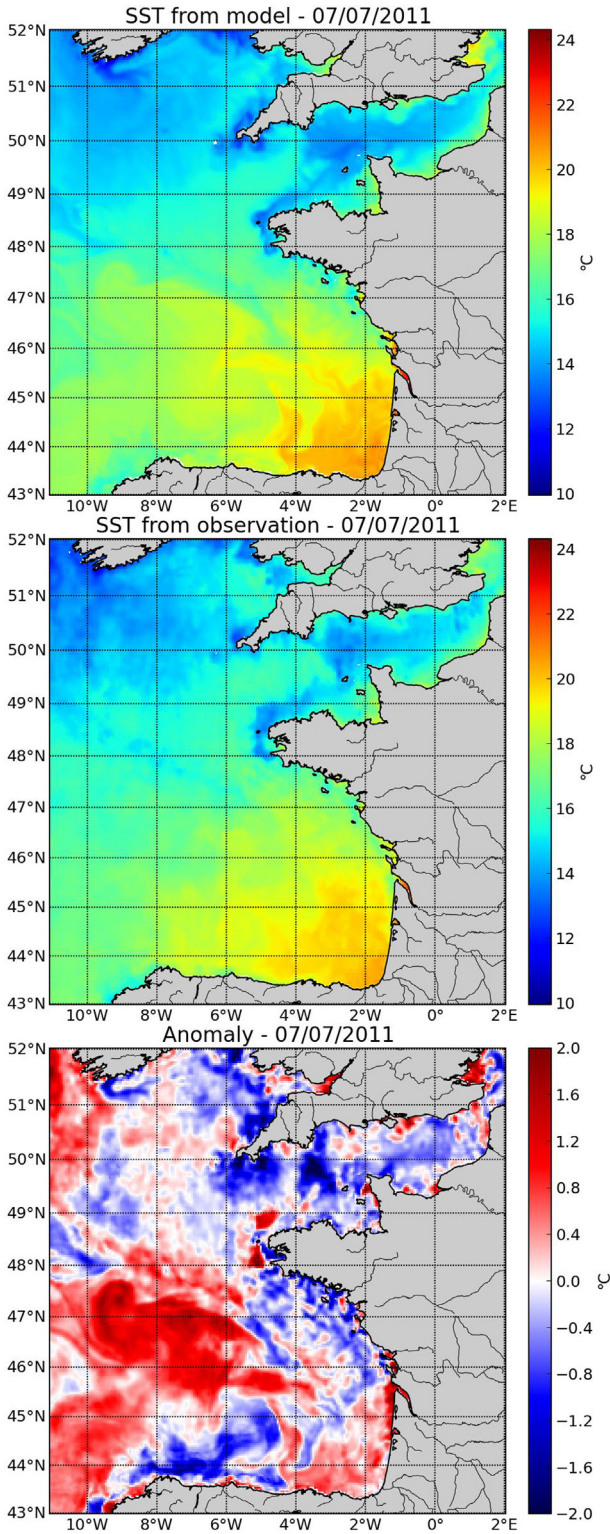 SST from model - 07/07/2011
52°N
51°N
50°N
49°N
48°N
47°N
46°N
45°N
44°N
43°N
10°W 8°W 6°W 4°W 2°W 0°E 2°E
24
22
20
18
16
14
12
10
°C
SST from observation - 07/07/2011
52°N
51°N
50°N
49°N
48°N
47°N
46°N
45°N
44°N
43°N
10°W 8°W 6°W 4°W 2°W 0°E 2°E
24
22
20
18
16
14
12
10
°C
Anomaly - 07/07/2011
52°N
51°N
50°N
49°N
48°N
47°N
46°N
45°N
44°N
43°N
10°W 8°W 6°W 4°W 2°W 0°E 2°E
2.0
1.6
1.2
0.8
0.4
0.0
−0.4
−0.8
−1.2
−1.6
−2.0
°C